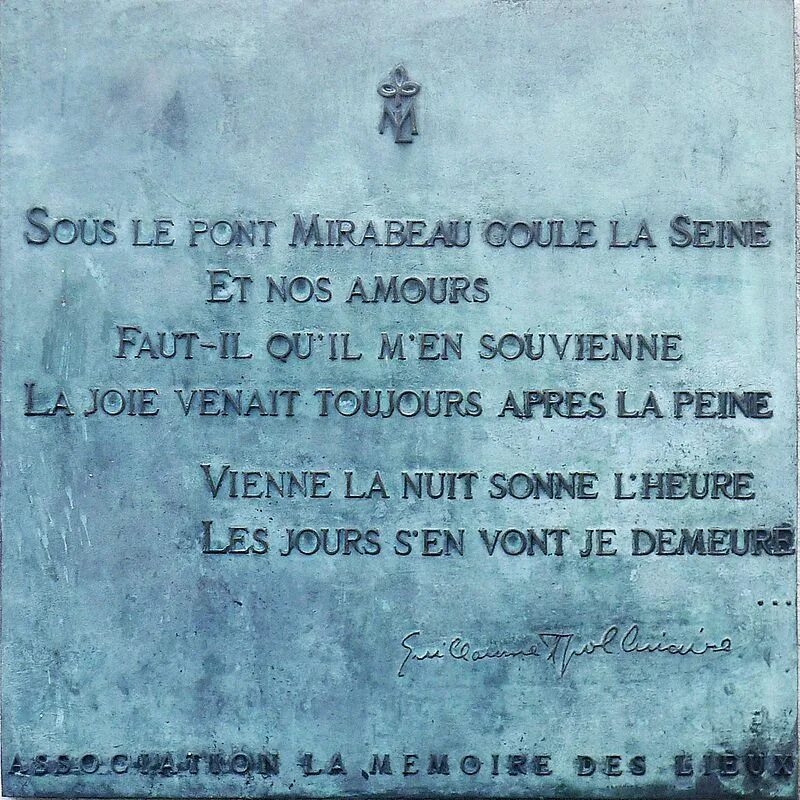 SOUS LE PONT MIRABEAU COULE LA SEINE
ET NOS AMOURS
FAUT-IL QU'IL M'EN SOUVIENNE
LA JOIE VENAIT TOUJOURS APRES LA PEINE
VIENNE LA NUIT SONNE L'HEURE
LES JOURS S'EN VONT JE DEMEURE
...
Guillaume Apollinaire
ASSOCIATION LA MEMOIRE DES LIEUX